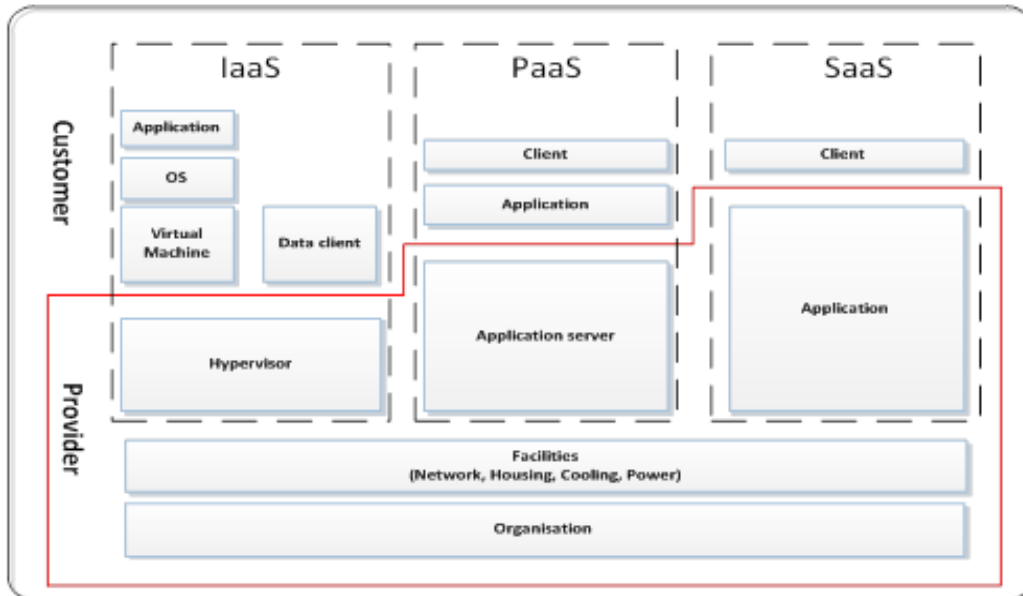 IaaS
PaaS
SaaS
Customer
Application
OS
Virtual
Machine
Data client
Client
Application
Client
Provider
Hypervisor
Application server
Application
Facilities
(Network, Housing, Cooling, Power)
Organisation